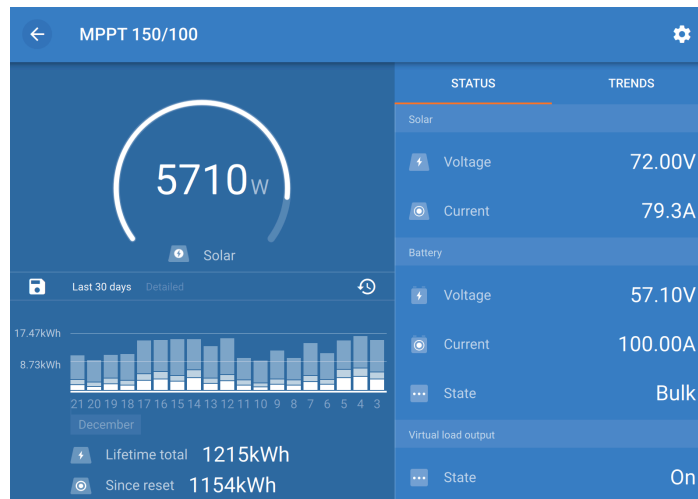 MPPT 150/100
5710W
Solar
Last 30 days Detailed
17.47kWh
8.73kWh
21 20 19 18 17 16 15 14 13 12 11 10 9 8 7 6 5 4 3
December
Lifetime total 1215kWh
Since reset 1154kWh
STATUS TRENDS
Solar
Voltage 72.00V
Current 79.3A
Battery
Voltage 57.10V
Current 100.00A
State Bulk
Virtual load output
State On